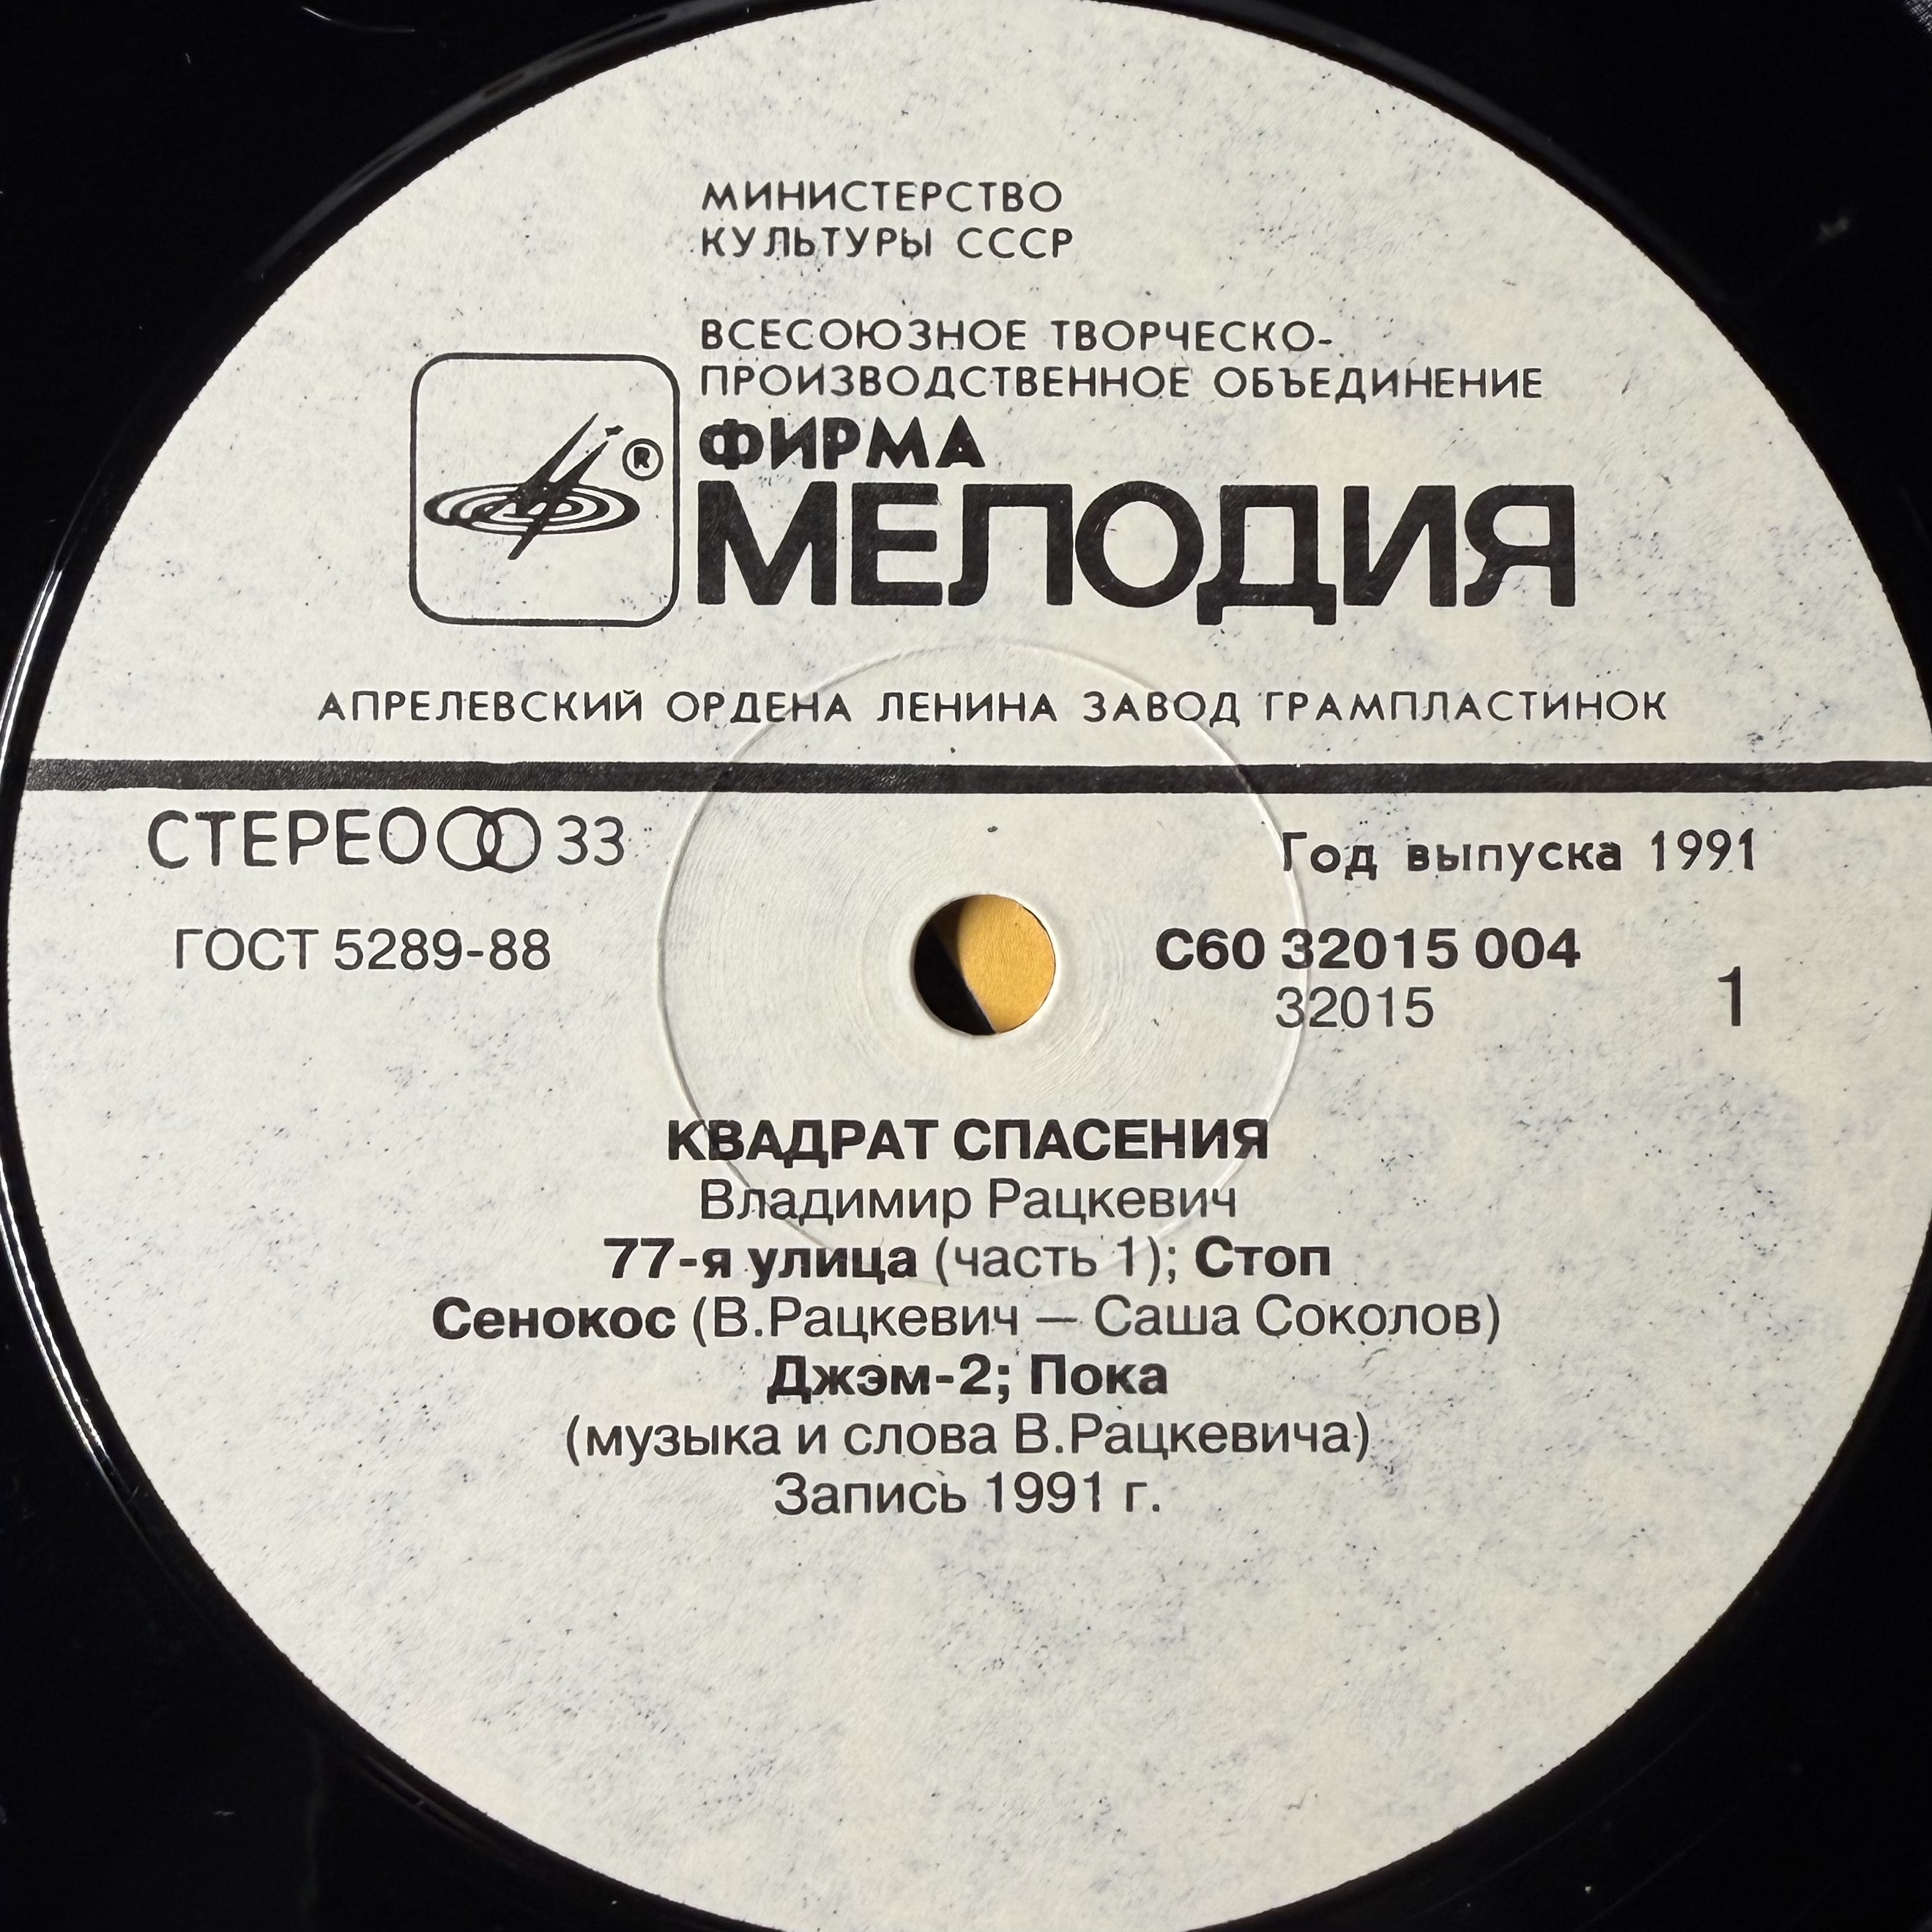 МИНИСТЕРСТВО
КУЛЬТУРЫ СССР
ВСЕСОЮЗНОЕ ТВОРЧЕСКО-
ПРОИЗВОДСТВЕННОЕ ОБЪЕДИНЕНИЕ
ФИРМА
®
МЕЛОДИЯ
АПРЕЛЕВСКИЙ ОРДЕНА ЛЕНИНА ЗАВОД ГРАМПЛАСТИНОК
СТЕРЕО 33
Год выпуска 1991
ГОСТ 5289-88
С60 32015 004
32015
1
КВАДРАТ СПАСЕНИЯ
Владимир Рацкевич
77-я улица (часть 1); Стоп
Сенокос (В.Рацкевич — Саша Соколов)
Джэм-2; Пока
(музыка и слова В.Рацкевича)
Запись 1991 г.